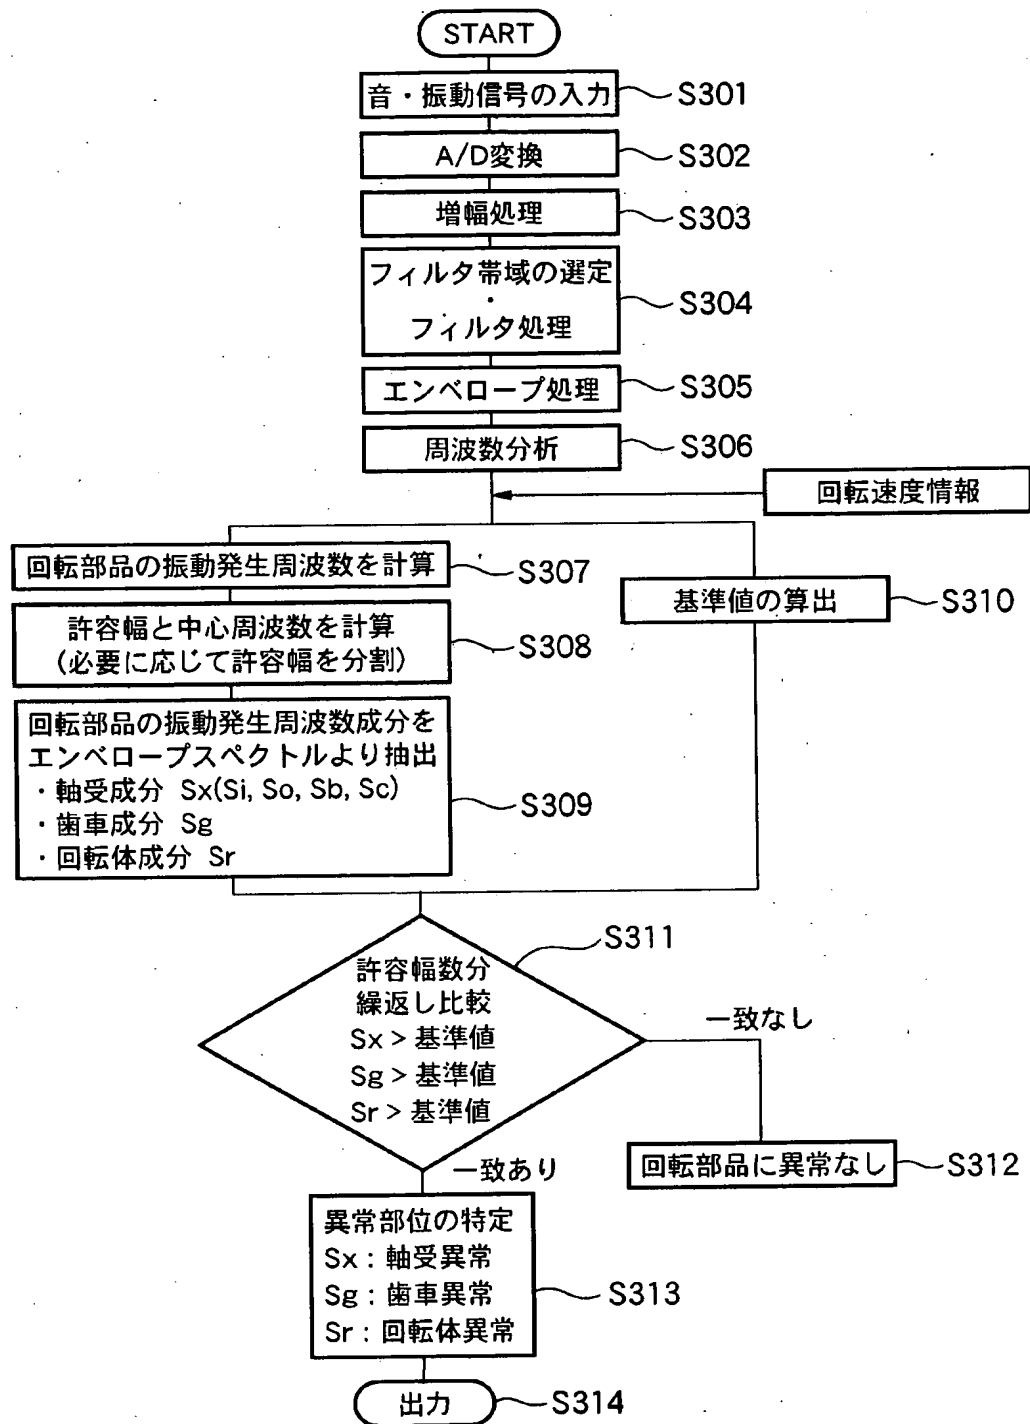 START
音・振動信号の入力 S301
A/D変換 S302
増幅処理 S303
フィルタ帯域の選定
・
フィルタ処理
S304
エンベロープ処理 S305
周波数分析 S306
回転速度情報
回転部品の振動発生周波数を計算 S307
許容幅と中心周波数を計算
(必要に応じて許容幅を分割)
S308
回転部品の振動発生周波数成分を
エンベロープスペクトルより抽出
・軸受成分 Sx(Si, So, Sb, Sc)
・歯車成分 Sg
・回転体成分 Sr
S309
基準値の算出 S310
S311
許容幅数分
繰返し比較
Sx > 基準値
Sg > 基準値
Sr > 基準値
一致なし
回転部品に異常なし S312
一致あり
異常部位の特定
Sx : 軸受異常
Sg : 歯車異常
Sr : 回転体異常
S313
出力 S314